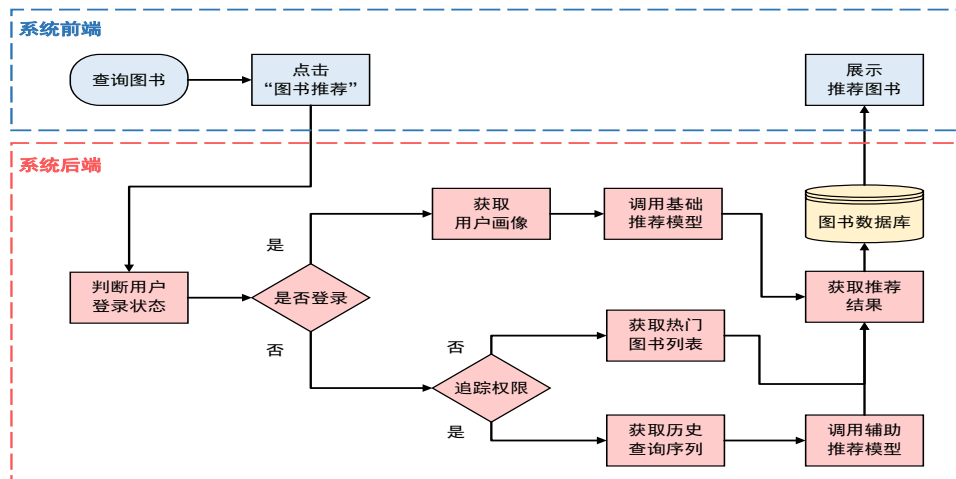 系统前端
查询图书
点击
“图书推荐”
展示
推荐图书
系统后端
获取
用户画像
调用基础
推荐模型
图书数据库
是
判断用户
登录状态
是否登录
获取推荐
结果
否
否
获取热门
图书列表
追踪权限
是
获取历史
查询序列
调用辅助
推荐模型